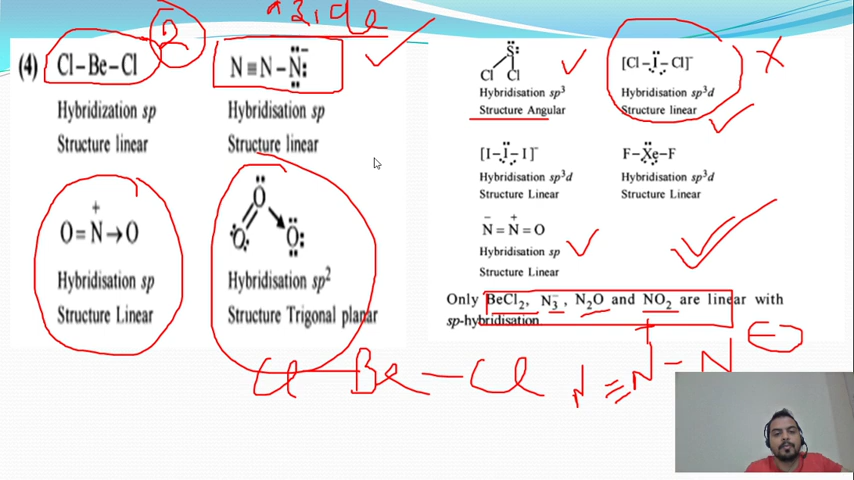 azide
2
(4) Cl–Be–Cl
Hybridization sp
Structure linear
N≡N–N̈:⁻
Hybridisation sp
Structure linear
O=N⁺→O
Hybridisation sp
Structure Linear
O O O:
Hybridisation sp²
Structure Trigonal planar
S:
Cl Cl
Hybridisation sp³
Structure Angular
[Cl–I–Cl]⁻
Hybridisation sp³d
Structure linear
[I–I–I]⁻
Hybridisation sp³d
Structure Linear
F–Xe–F
Hybridisation sp³d
Structure Linear
N⁻=N⁺=O
Hybridisation sp
Structure Linear
Only BeCl₂, N₃⁻, N₂O and NO₂ are linear with
sp-hybridisation
Cl–Be–Cl
N≡N⁺–N⊖